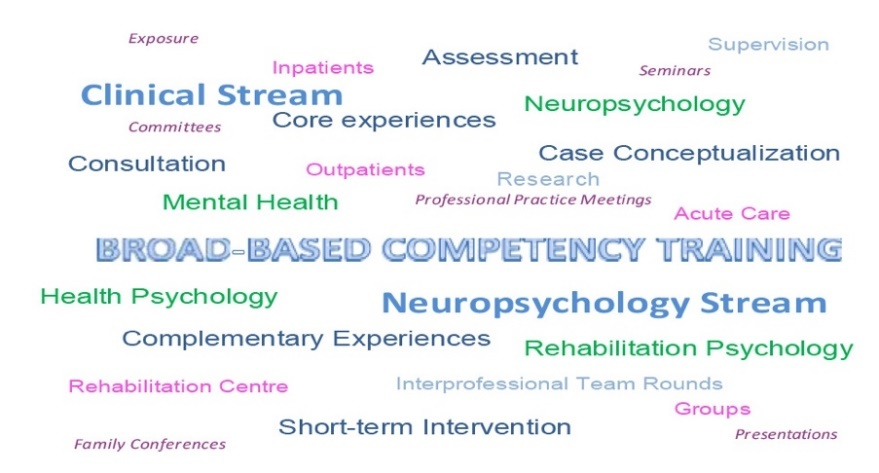 Exposure
Supervision
Assessment
Inpatients
Seminars
Clinical Stream
Neuropsychology
Core experiences
Committees
Case Conceptualization
Consultation
Outpatients
Research
Mental Health
Professional Practice Meetings
Acute Care
BROAD-BASED COMPETENCY TRAINING
Health Psychology
Neuropsychology Stream
Complementary Experiences
Rehabilitation Psychology
Rehabilitation Centre
Interprofessional Team Rounds
Groups
Short-term Intervention
Presentations
Family Conferences